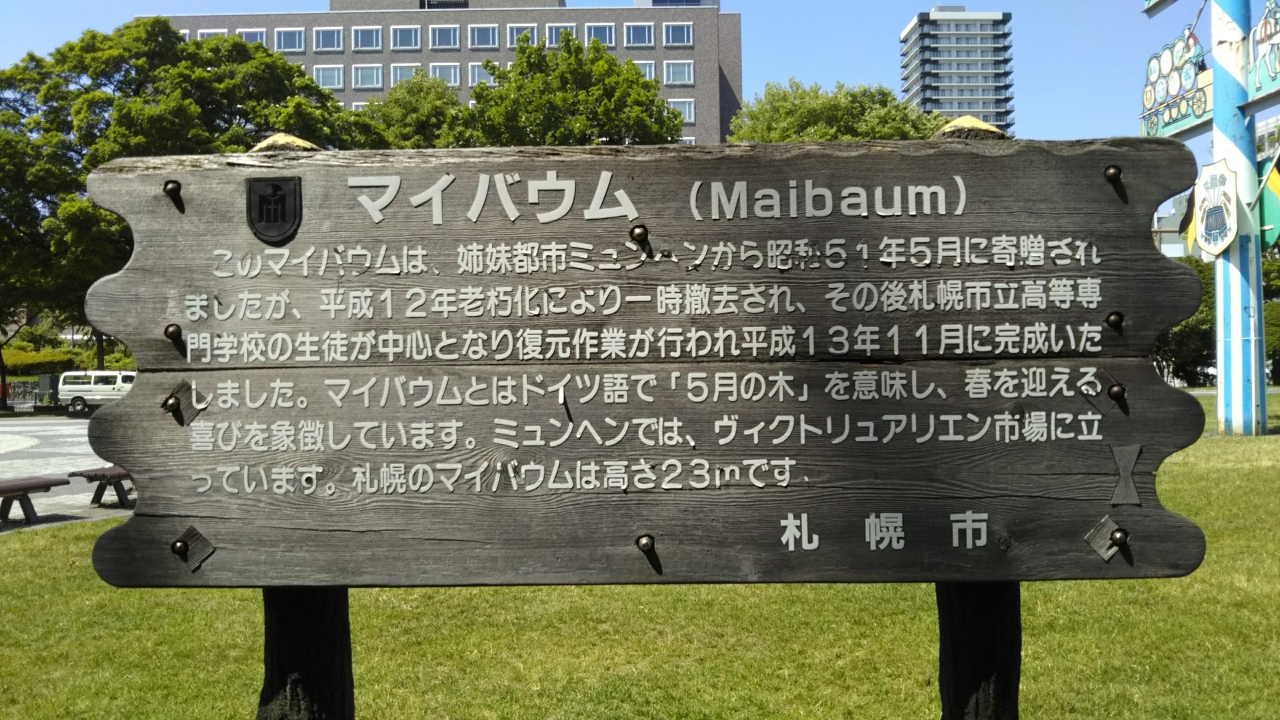 マイバウム （Maibaum）
このマイバウムは、姉妹都市ミュンヘンから昭和５１年５月に寄贈され
ましたが、平成１２年老朽化により一時撤去され、その後札幌市立高等専
門学校の生徒が中心となり復元作業が行われ平成１３年１１月に完成いた
しました。マイバウムとはドイツ語で「５月の木」を意味し、春を迎える
喜びを象徴しています。ミュンヘンでは、ヴィクトリュアリエン市場に立
っています。札幌のマイバウムは高さ２３ｍです.
札　幌　市